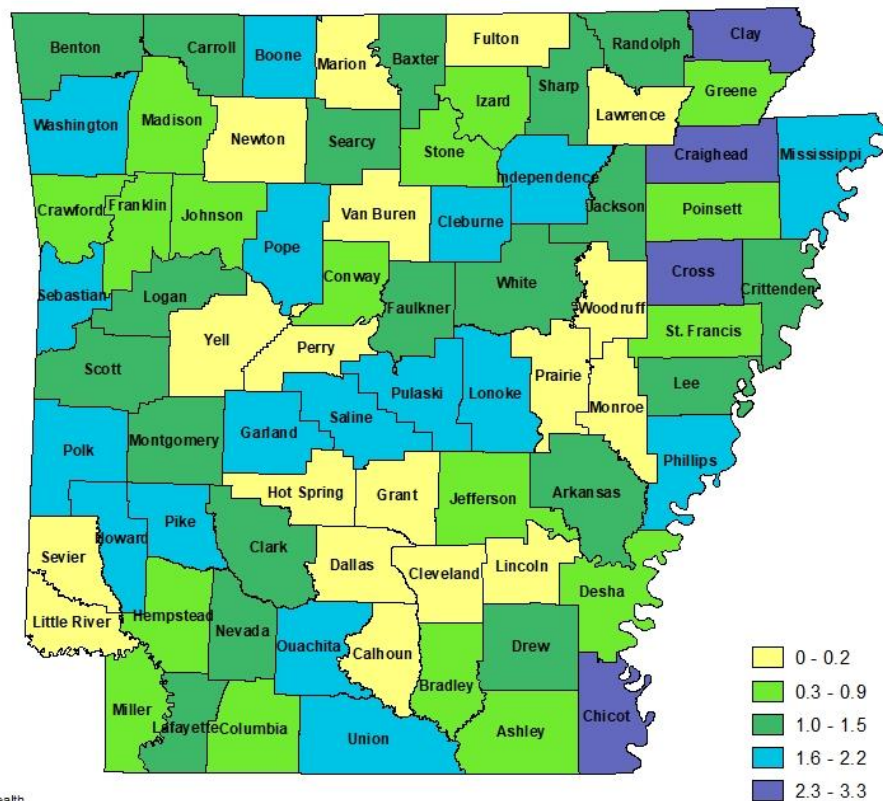 Benton
Carroll
Boone
Marion
Baxter
Fulton
Randolph
Clay
Sharp
Izard
Greene
Lawrence
Washington
Madison
Newton
Searcy
Stone
Craighead
Mississippi
Independence
Crawford
Franklin
Johnson
Van Buren
Cleburne
Jackson
Poinsett
Pope
Conway
White
Cross
Crittenden
Sebastian
Logan
Faulkner
Woodruff
St. Francis
Yell
Perry
Scott
Pulaski
Lonoke
Prairie
Lee
Monroe
Saline
Garland
Polk
Montgomery
Phillips
Hot Spring
Grant
Jefferson
Arkansas
Pike
Howard
Clark
Sevier
Dallas
Cleveland
Lincoln
Desha
Little River
Hempstead
Nevada
Ouachita
Calhoun
Drew
Bradley
Miller
Lafayette
Columbia
Union
Ashley
Chicot
0 - 0.2
0.3 - 0.9
1.0 - 1.5
1.6 - 2.2
2.3 - 3.3